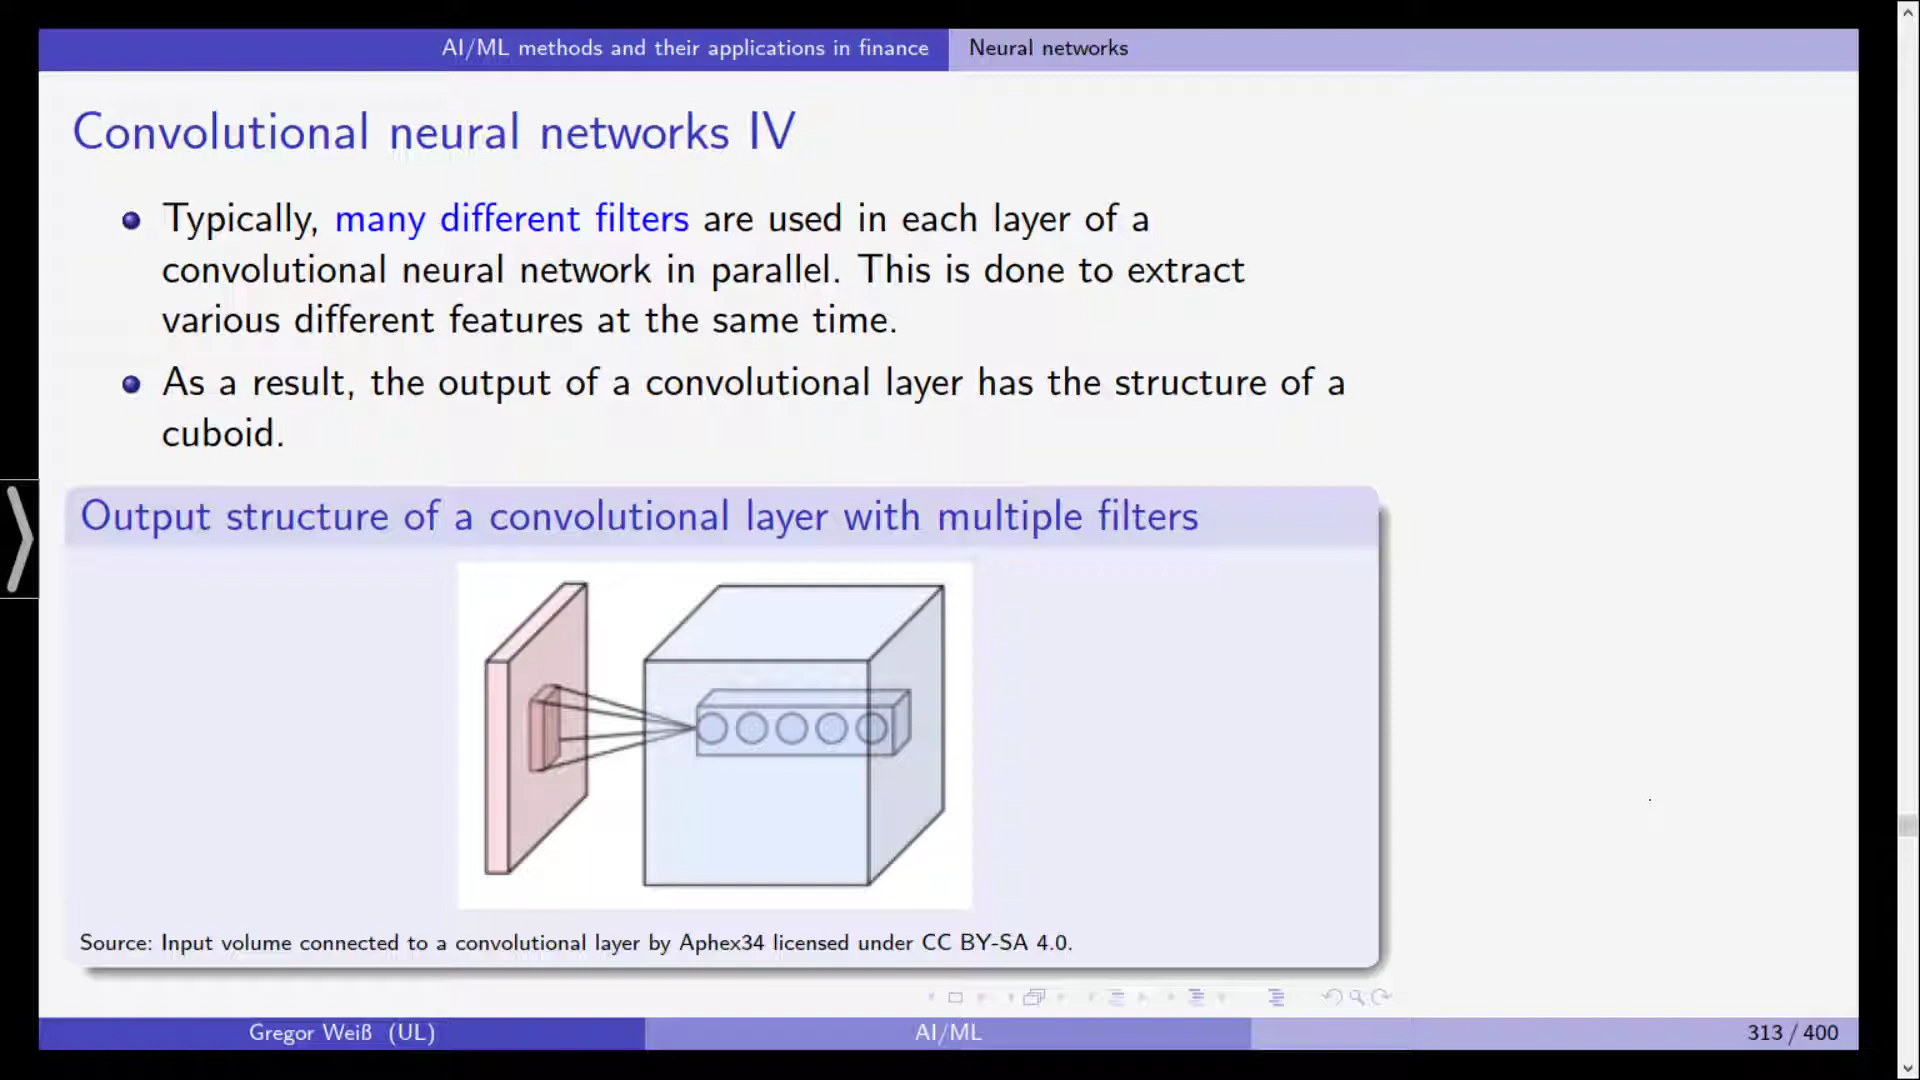 AI/ML methods and their applications in finance
Neural networks
Convolutional neural networks IV
Typically, many different filters are used in each layer of a
convolutional neural network in parallel. This is done to extract
various different features at the same time.
As a result, the output of a convolutional layer has the structure of a
cuboid.
Output structure of a convolutional layer with multiple filters
Source: Input volume connected to a convolutional layer by Aphex34 licensed under CC BY-SA 4.0.
Gregor Weiß (UL)
AI/ML
313 / 400